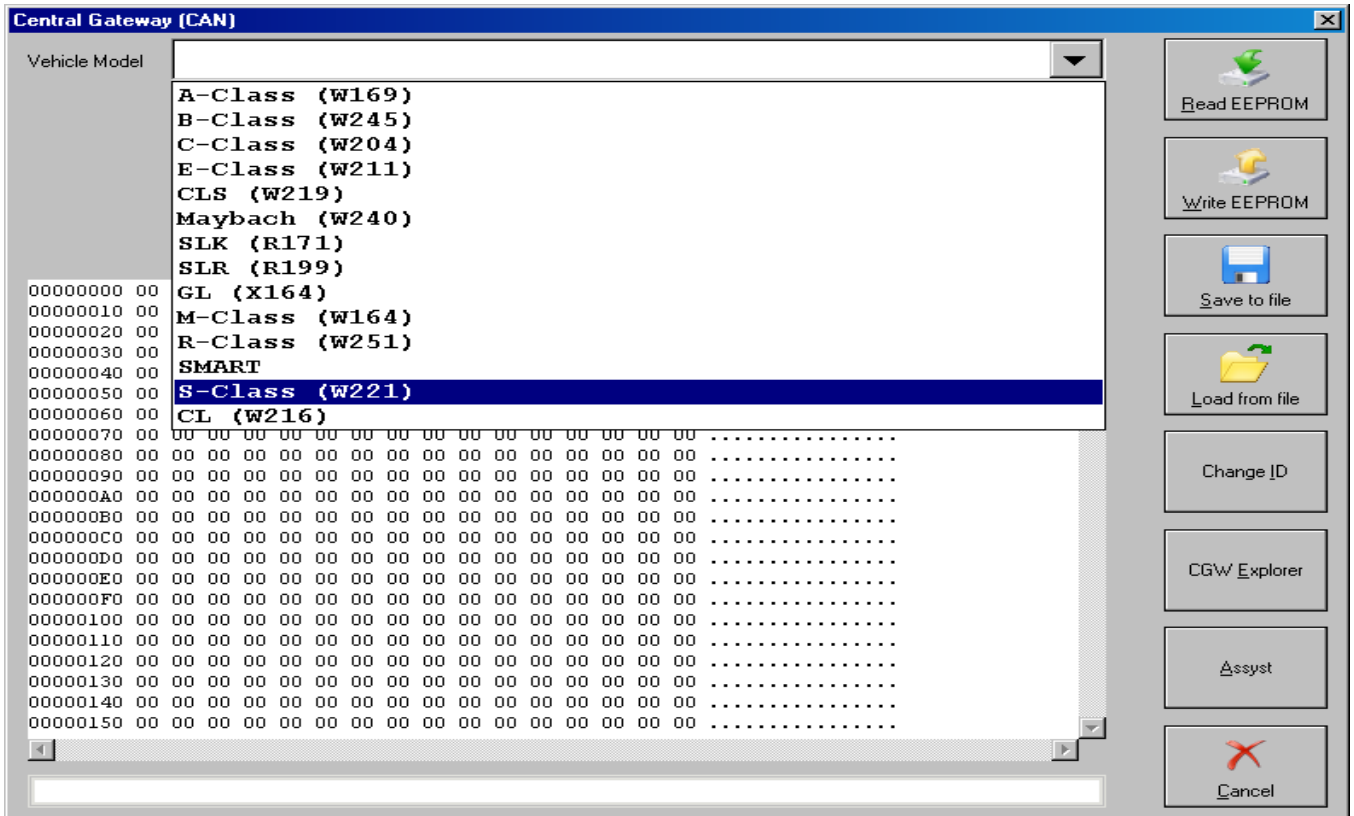 Central Gateway (CAN)
Vehicle Model
A-Class (W169)
B-Class (W245)
C-Class (W204)
E-Class (W211)
CLS (W219)
Maybach (W240)
SLK (R171)
SLR (R199)
GL (X164)
M-Class (W164)
R-Class (W251)
SMART
S-Class (W221)
CL (W216)
00000000 00
00000010 00
00000020 00
00000030 00
00000040 00
00000050 00
00000060 00
00000070 00 00 00 00 00 00 00 00 00 00 00 00 00 00 00 00 ................
00000080 00 00 00 00 00 00 00 00 00 00 00 00 00 00 00 00 ................
00000090 00 00 00 00 00 00 00 00 00 00 00 00 00 00 00 00 ................
000000A0 00 00 00 00 00 00 00 00 00 00 00 00 00 00 00 00 ................
000000B0 00 00 00 00 00 00 00 00 00 00 00 00 00 00 00 00 ................
000000C0 00 00 00 00 00 00 00 00 00 00 00 00 00 00 00 00 ................
000000D0 00 00 00 00 00 00 00 00 00 00 00 00 00 00 00 00 ................
000000E0 00 00 00 00 00 00 00 00 00 00 00 00 00 00 00 00 ................
000000F0 00 00 00 00 00 00 00 00 00 00 00 00 00 00 00 00 ................
00000100 00 00 00 00 00 00 00 00 00 00 00 00 00 00 00 00 ................
00000110 00 00 00 00 00 00 00 00 00 00 00 00 00 00 00 00 ................
00000120 00 00 00 00 00 00 00 00 00 00 00 00 00 00 00 00 ................
00000130 00 00 00 00 00 00 00 00 00 00 00 00 00 00 00 00 ................
00000140 00 00 00 00 00 00 00 00 00 00 00 00 00 00 00 00 ................
00000150 00 00 00 00 00 00 00 00 00 00 00 00 00 00 00 00 ................
Read EEPROM
Write EEPROM
Save to file
Load from file
Change ID
CGW Explorer
Assyst
Cancel